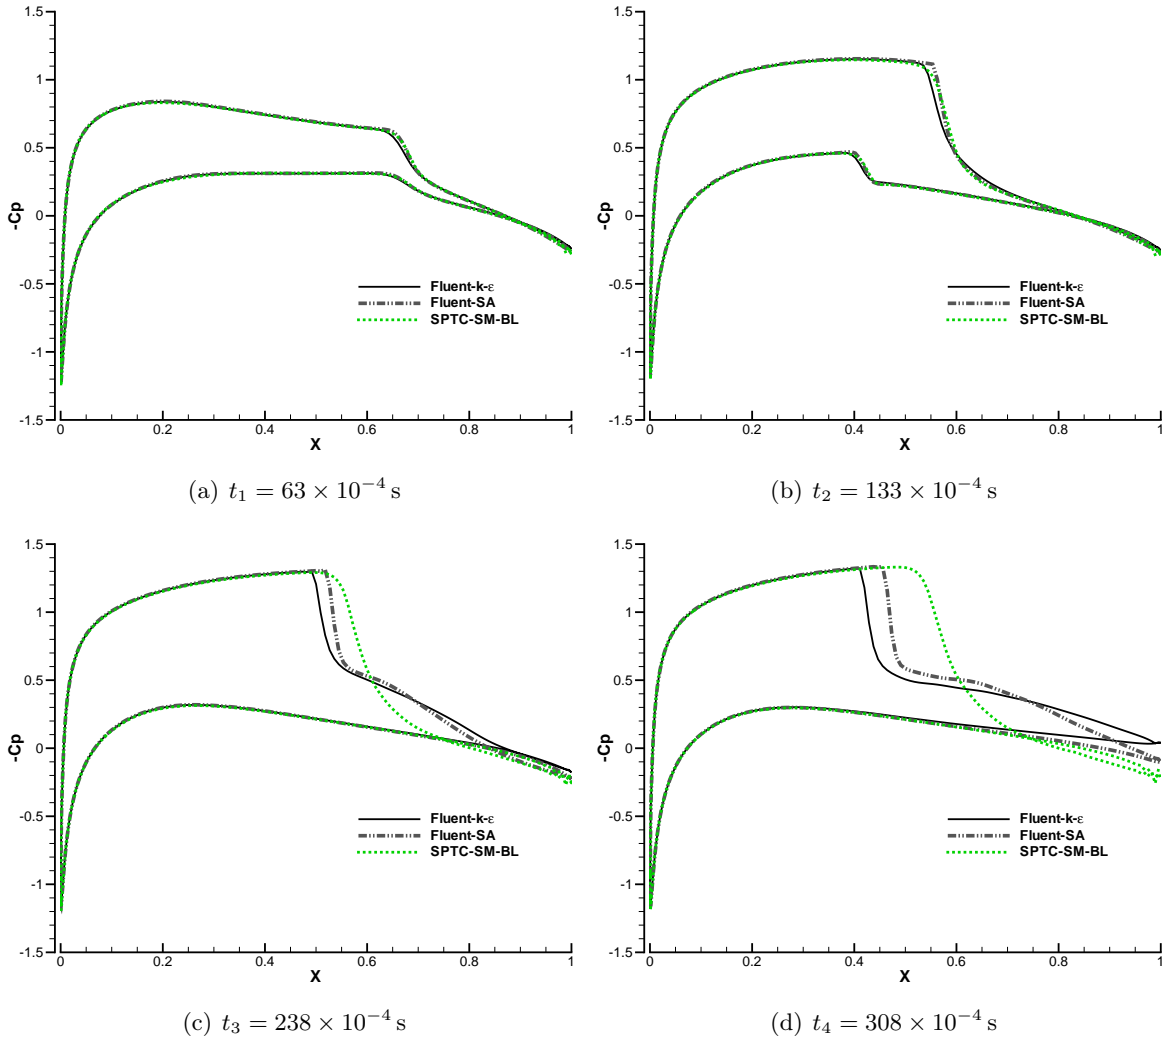 1.5
1
0.5
0
-0.5
-1
-1.5
-Cp
0 0.2 0.4 0.6 0.8 1
X
Fluent-k-ε
Fluent-SA
SPTC-SM-BL
(a) t₁ = 63 × 10⁻⁴ s
1.5
1
0.5
0
-0.5
-1
-1.5
-Cp
0 0.2 0.4 0.6 0.8 1
X
Fluent-k-ε
Fluent-SA
SPTC-SM-BL
(b) t₂ = 133 × 10⁻⁴ s
1.5
1
0.5
0
-0.5
-1
-1.5
-Cp
0 0.2 0.4 0.6 0.8 1
X
Fluent-k-ε
Fluent-SA
SPTC-SM-BL
(c) t₃ = 238 × 10⁻⁴ s
1.5
1
0.5
0
-0.5
-1
-1.5
-Cp
0 0.2 0.4 0.6 0.8 1
X
Fluent-k-ε
Fluent-SA
SPTC-SM-BL
(d) t₄ = 308 × 10⁻⁴ s